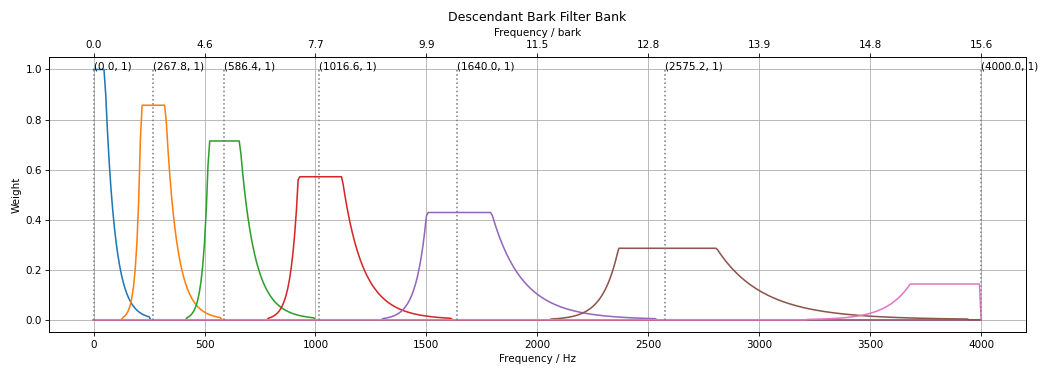 Descendant Bark Filter Bank
Frequency / bark
0.0 4.6 7.7 9.9 11.5 12.8 13.9 14.8 15.6
(0.0, 1) (267.8, 1) (586.4, 1) (1016.6, 1) (1640.0, 1) (2575.2, 1) (4000.0, 1)
1.0
0.8
0.6
0.4
0.2
0.0
Weight
0 500 1000 1500 2000 2500 3000 3500 4000
Frequency / Hz